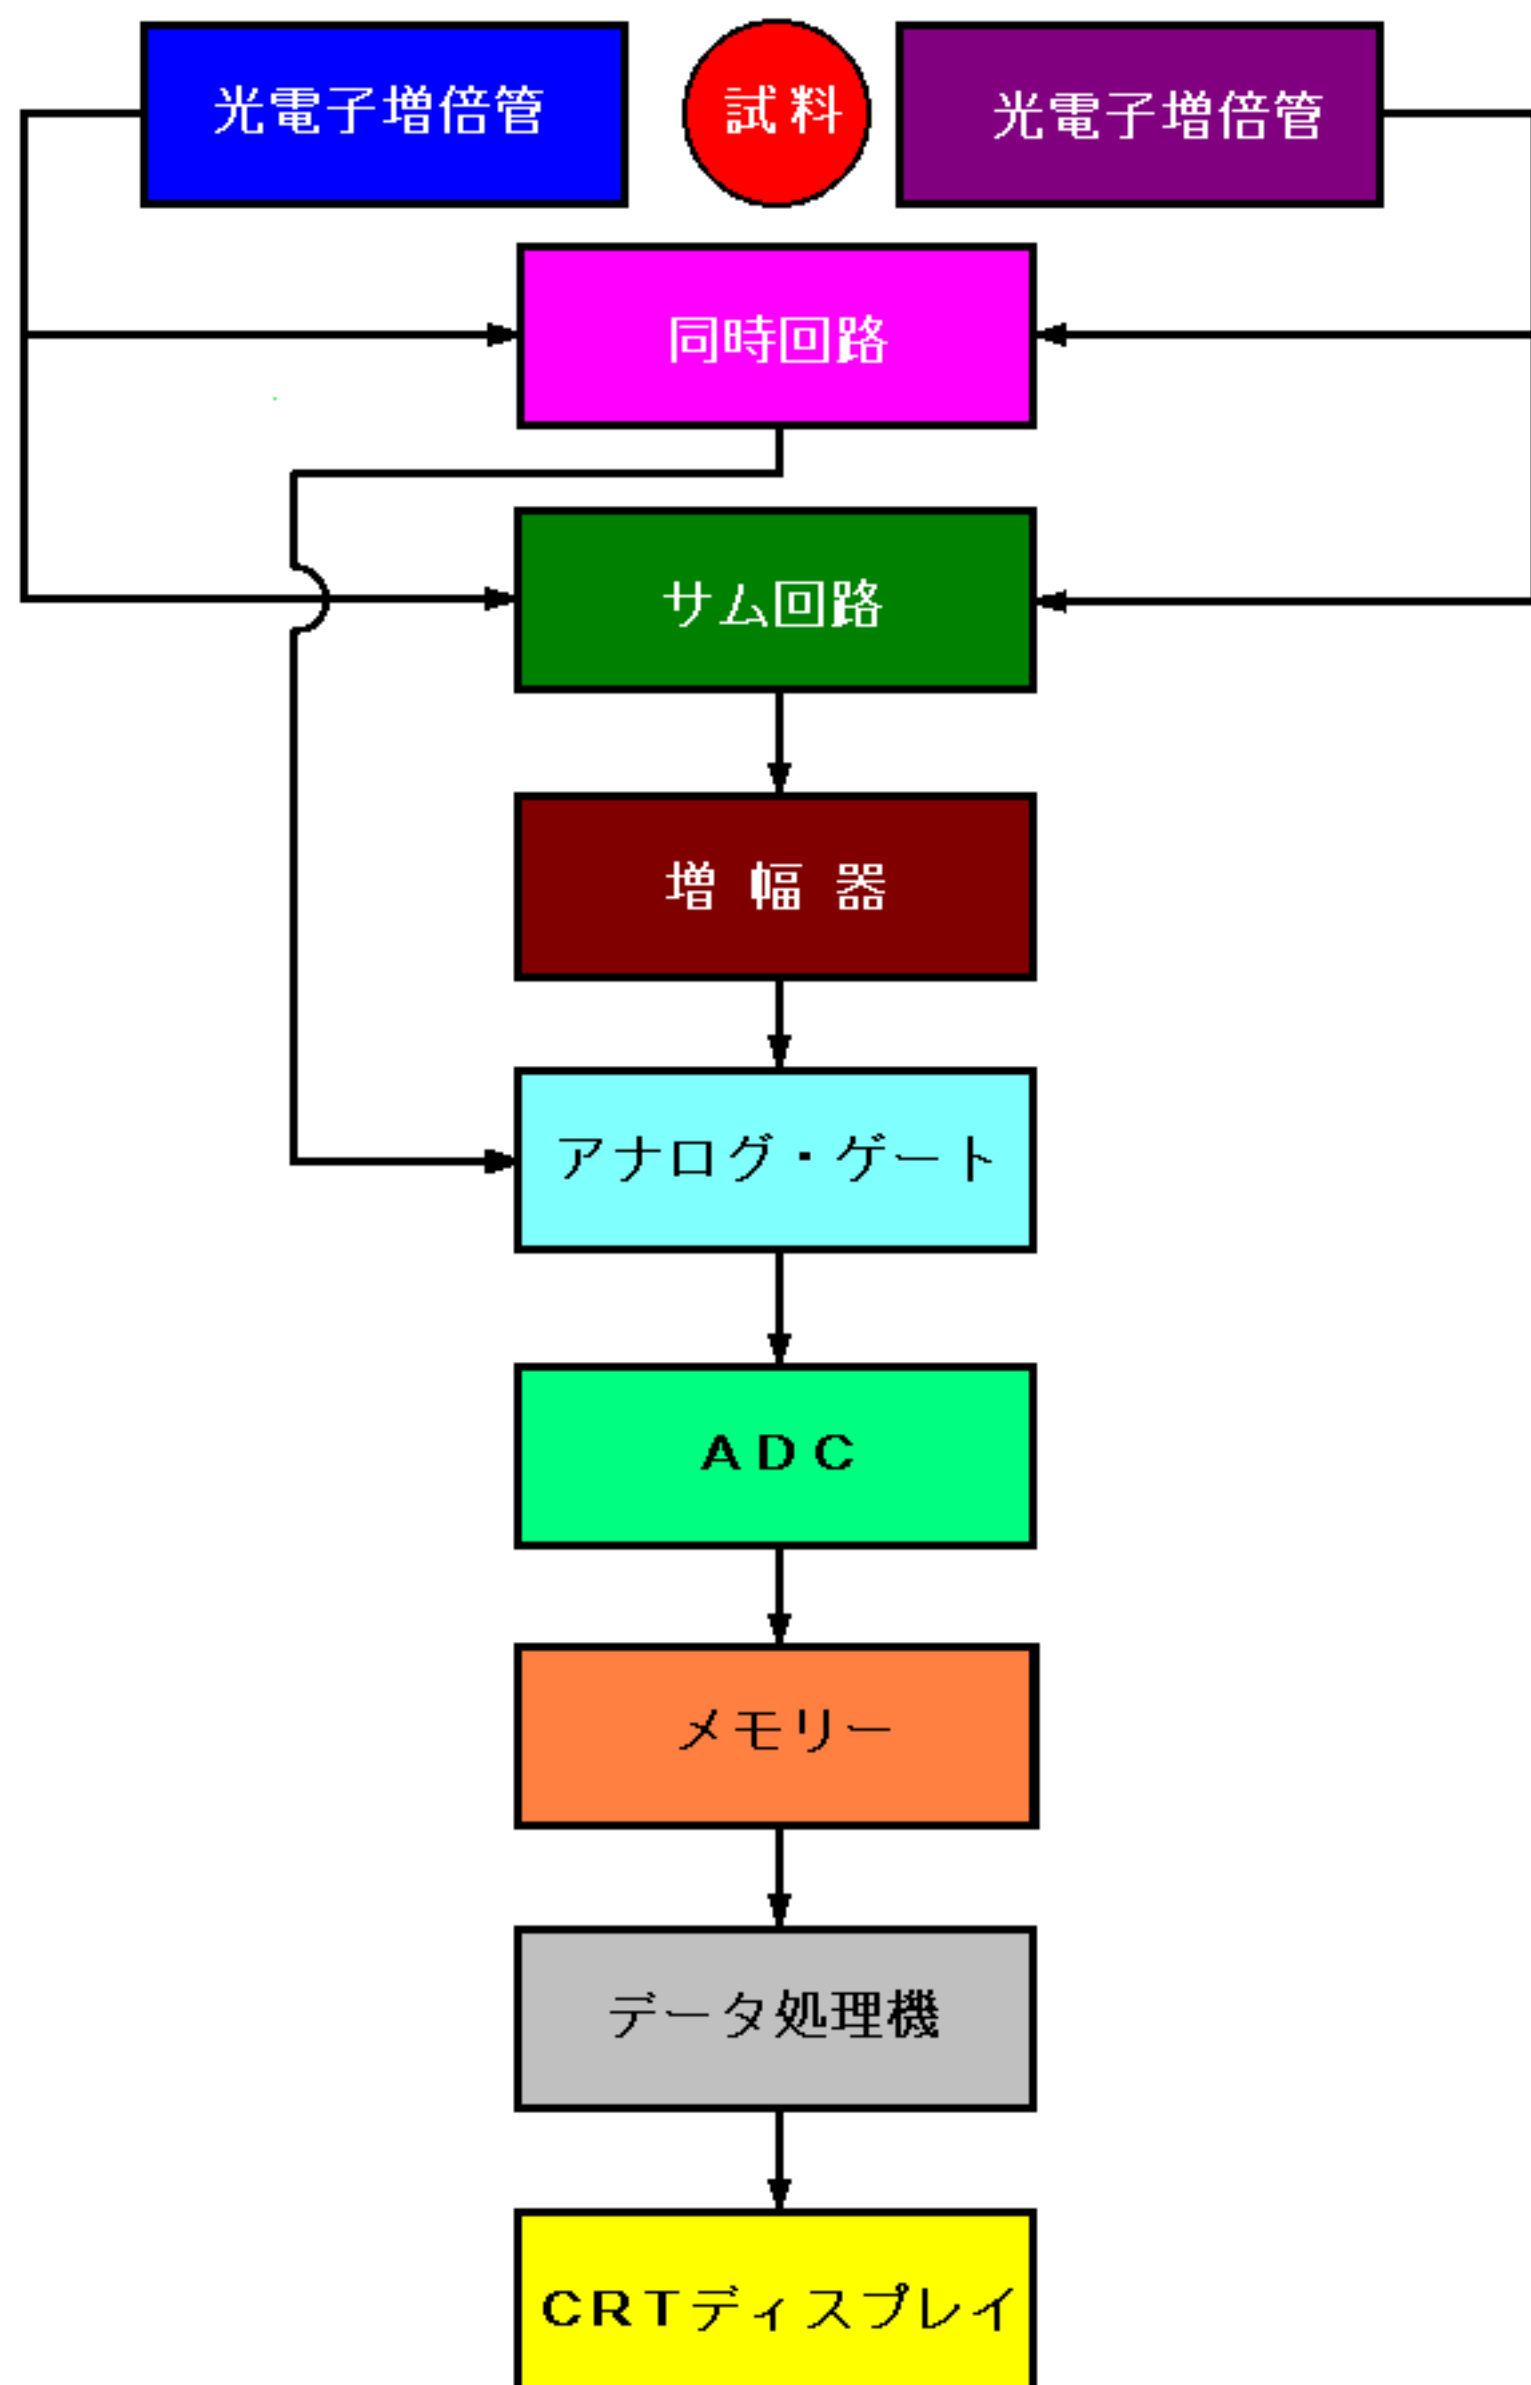 光電子増倍管
試料
光電子増倍管
同時回路
サム回路
増幅器
アナログ・ゲート
ADC
メモリー
データ処理機
CRTディスプレイ